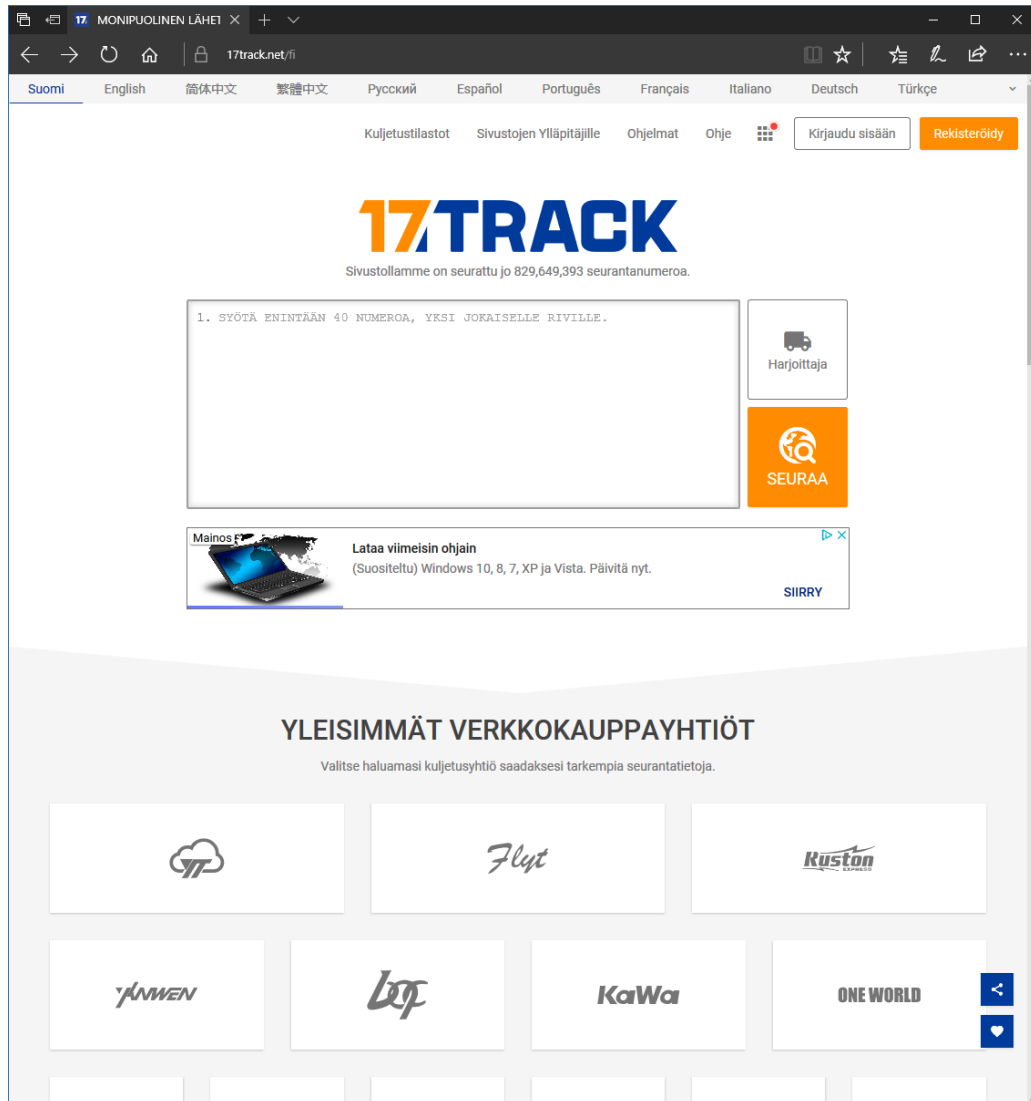 17 MONIPUOLINEN LÄHET
17track.net/fi
Suomi English 简体中文 繁體中文 Русский Español Português Français Italiano Deutsch Türkçe
Kuljetustilastot Sivustojen Ylläpitäjille Ohjelmat Ohje Kirjaudu sisään Rekisteröidy
17TRACK
Sivustollamme on seurattu jo 829,649,393 seurantanumeroa.
1. SYÖTÄ ENINTÄÄN 40 NUMEROA, YKSI JOKAISELLE RIVILLE.
Harjoittaja
SEURAA
Mainos
Lataa viimeisin ohjain
(Suositeltu) Windows 10, 8, 7, XP ja Vista. Päivitä nyt.
SIIRRY
YLEISIMMÄT VERKKOKAUPPAYHTIÖT
Valitse haluamasi kuljetusyhtiö saadaksesi tarkempia seurantatietoja.
YT Flyt Ruston
EXPRESS
YANWEN KaWa ONE WORLD